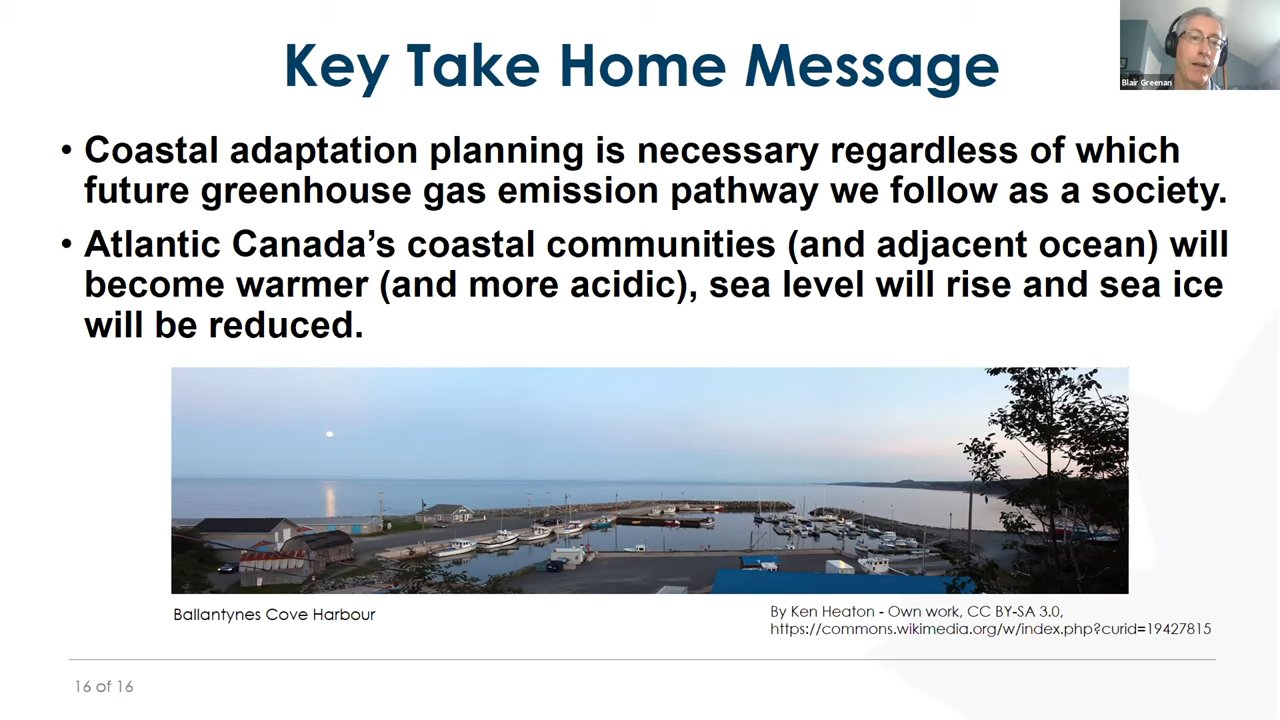 Key Take Home Message
Blair Greenan
• Coastal adaptation planning is necessary regardless of which
future greenhouse gas emission pathway we follow as a society.
• Atlantic Canada’s coastal communities (and adjacent ocean) will
become warmer (and more acidic), sea level will rise and sea ice
will be reduced.
Ballantynes Cove Harbour
By Ken Heaton - Own work, CC BY-SA 3.0,
https://commons.wikimedia.org/w/index.php?curid=19427815
16 of 16